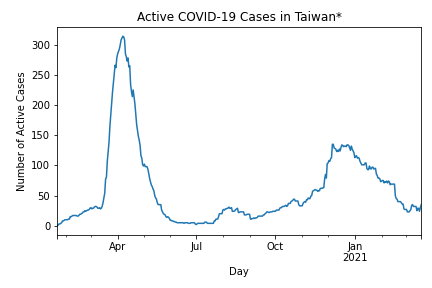 Active COVID-19 Cases in Taiwan*
Number of Active Cases
300
250
200
150
100
50
0
Apr Jul Oct Jan
2021
Day